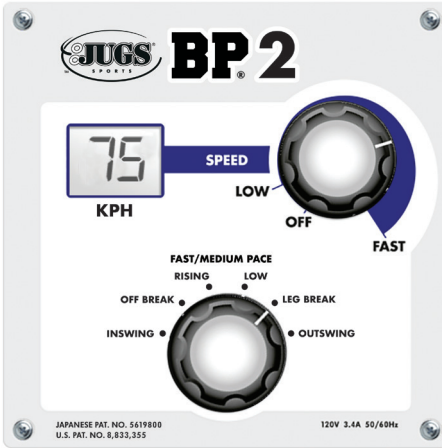 JUGS BP® 2
SPORTS
75
SPEED
KPH
LOW
OFF
FAST
FAST/MEDIUM PACE
RISING LOW
OFF BREAK LEG BREAK
INSWING OUTSWING
JAPANESE PAT. NO. 5619800 120V 3.4A 50/60Hz
U.S. PAT. NO. 8,833,355